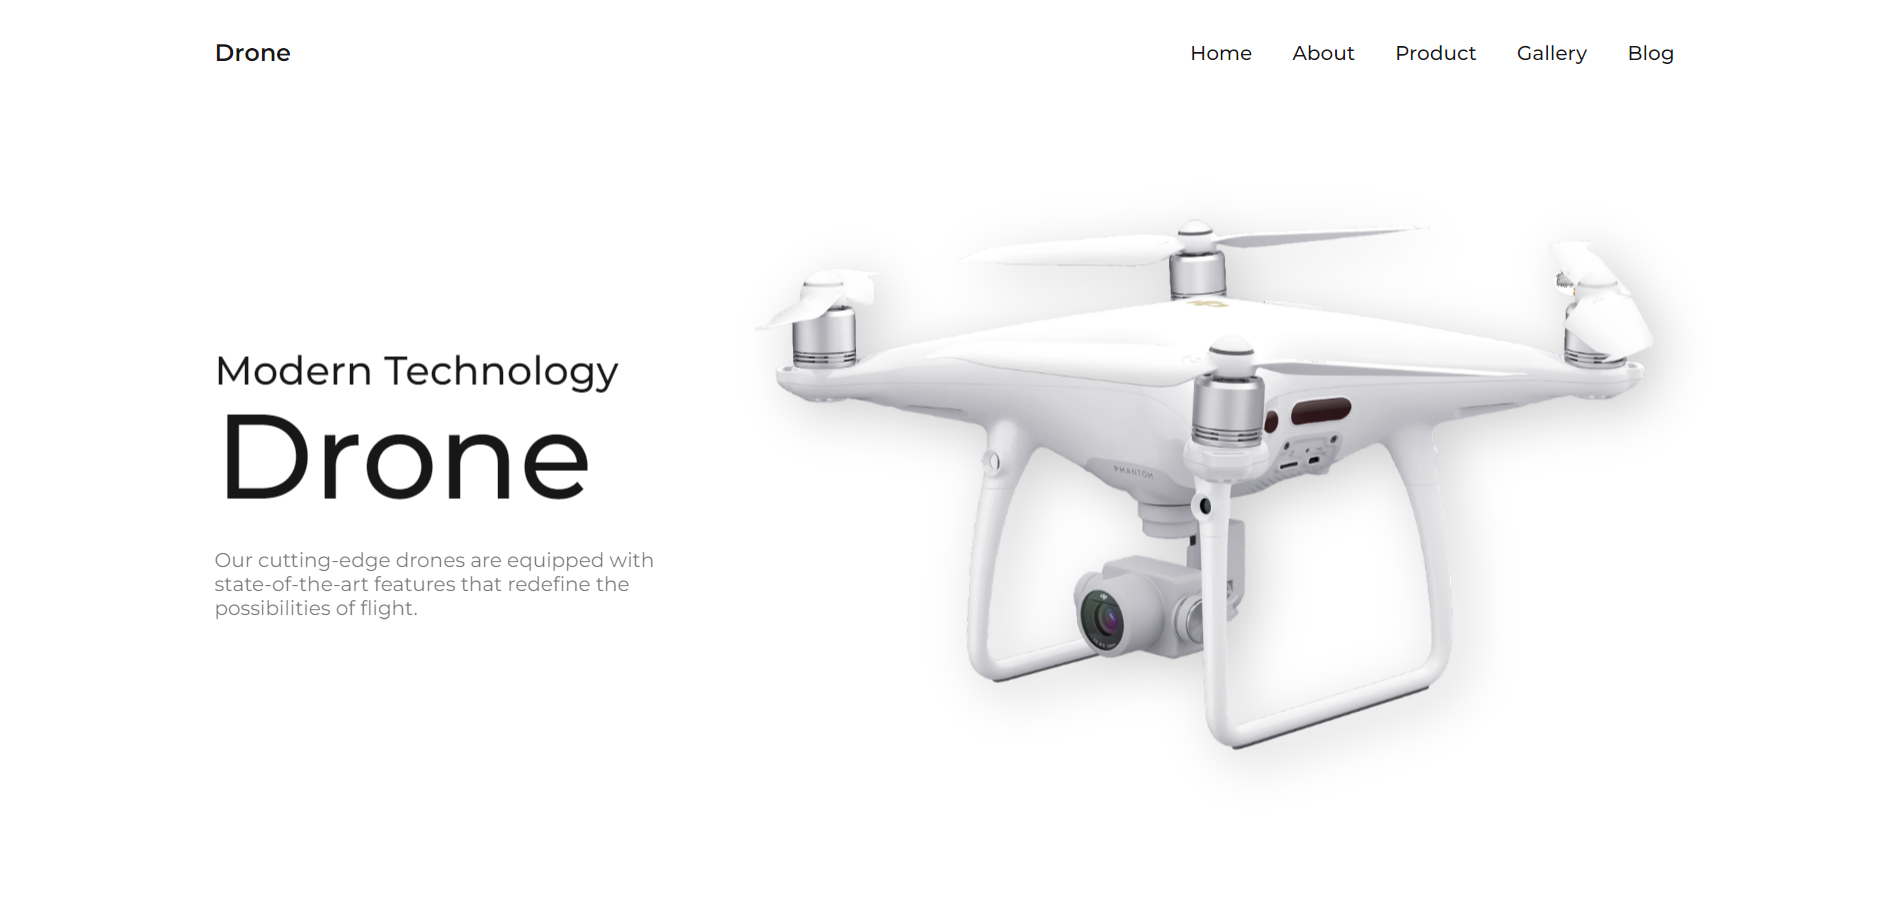 Drone
Home About Product Gallery Blog
Modern Technology
Drone
Our cutting-edge drones are equipped with
state-of-the-art features that redefine the
possibilities of flight.
PHANTOM